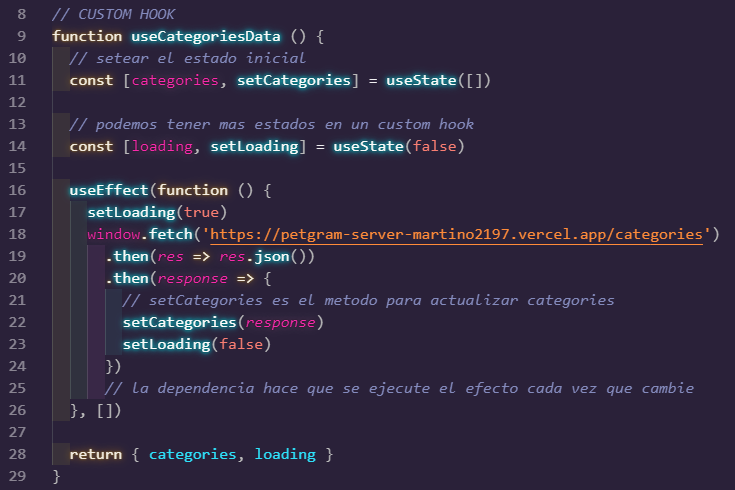 8 // CUSTOM HOOK
9 function useCategoriesData () {
10 // setear el estado inicial
11 const [categories, setCategories] = useState([])
12
13 // podemos tener mas estados en un custom hook
14 const [loading, setLoading] = useState(false)
15
16 useEffect(function () {
17 setLoading(true)
18 window.fetch('https://petgram-server-martino2197.vercel.app/categories')
19 .then(res => res.json())
20 .then(response => {
21 // setCategories es el metodo para actualizar categories
22 setCategories(response)
23 setLoading(false)
24 })
25 // la dependencia hace que se ejecute el efecto cada vez que cambie
26 }, [])
27
28 return { categories, loading }
29 }